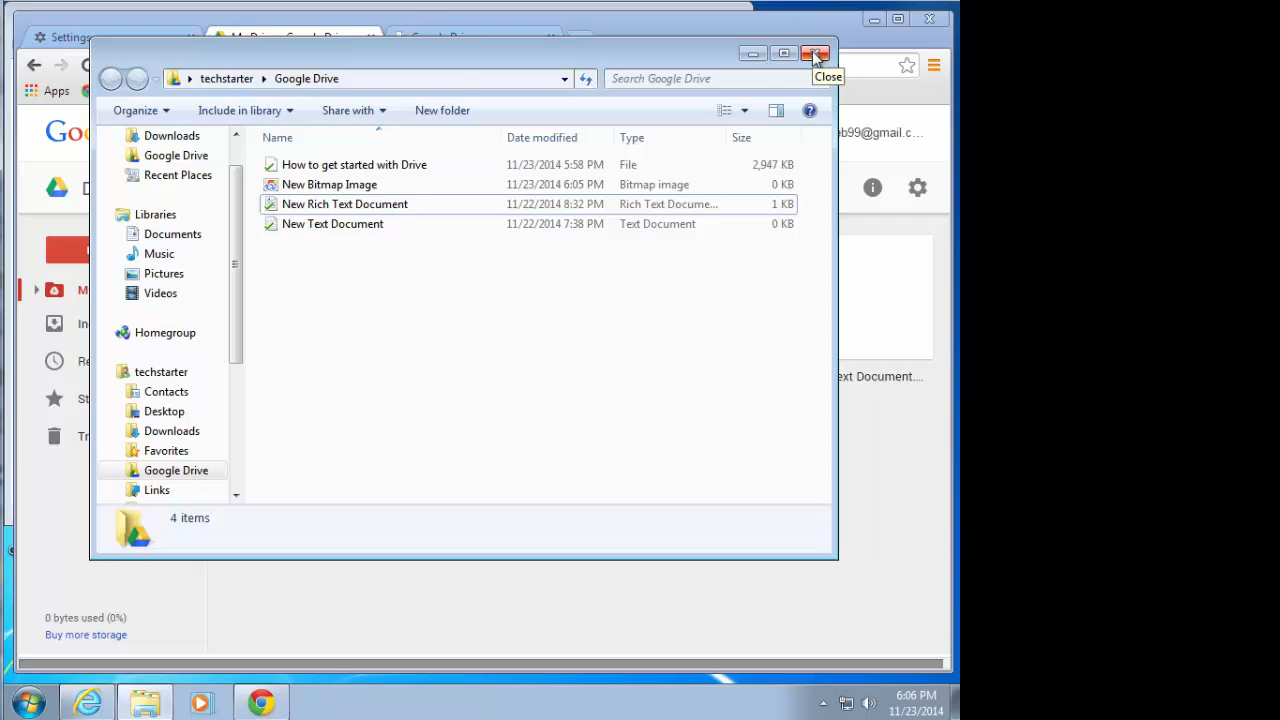 Settings
techstarter
Google Drive
Search Google Drive
Close
Apps
Organize
Include in library
Share with
New folder
Name
Date modified
Type
Size
How to get started with Drive 11/23/2014 5:58 PM File 2,947 KB
New Bitmap Image 11/23/2014 6:05 PM Bitmap image 0 KB
New Rich Text Document 11/22/2014 8:32 PM Rich Text Docume... 1 KB
New Text Document 11/22/2014 7:38 PM Text Document 0 KB
Downloads
Google Drive
Recent Places
Libraries
Documents
Music
Pictures
Videos
Homegroup
techstarter
Contacts
Desktop
Downloads
Favorites
Google Drive
Links
4 items
eb99@gmail.c...
ext Document....
0 bytes used (0%)
Buy more storage
6:06 PM
11/23/2014